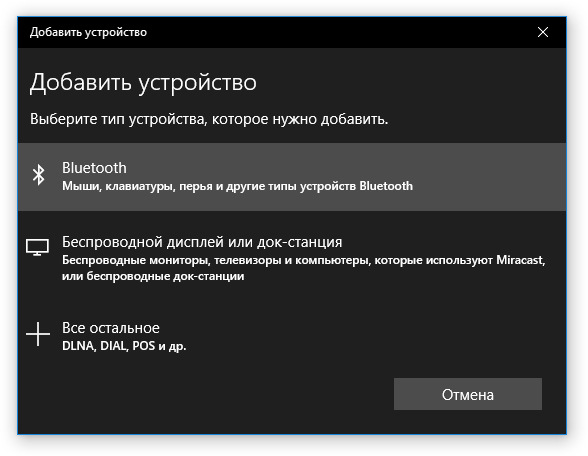 Добавить устройство
Добавить устройство
Выберите тип устройства, которое нужно добавить.
Bluetooth
Мыши, клавиатуры, перья и другие типы устройств Bluetooth
Беспроводной дисплей или док-станция
Беспроводные мониторы, телевизоры и компьютеры, которые используют Miracast,
или беспроводные док-станции
Все остальное
DLNA, DIAL, POS и др.
Отмена